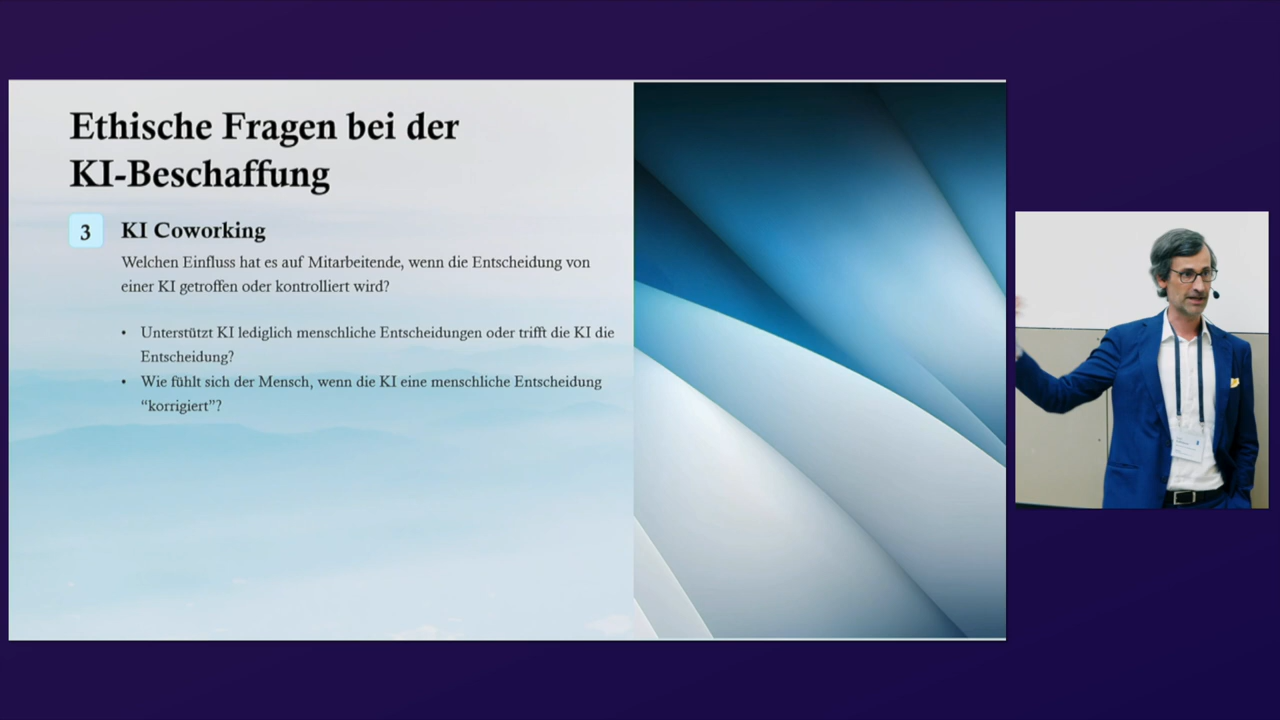 Ethische Fragen bei der
KI-Beschaffung
3
KI Coworking
Welchen Einfluss hat es auf Mitarbeitende, wenn die Entscheidung von
einer KI getroffen oder kontrolliert wird?
• Unterstützt KI lediglich menschliche Entscheidungen oder trifft die KI die
Entscheidung?
• Wie fühlt sich der Mensch, wenn die KI eine menschliche Entscheidung
“korrigiert”?